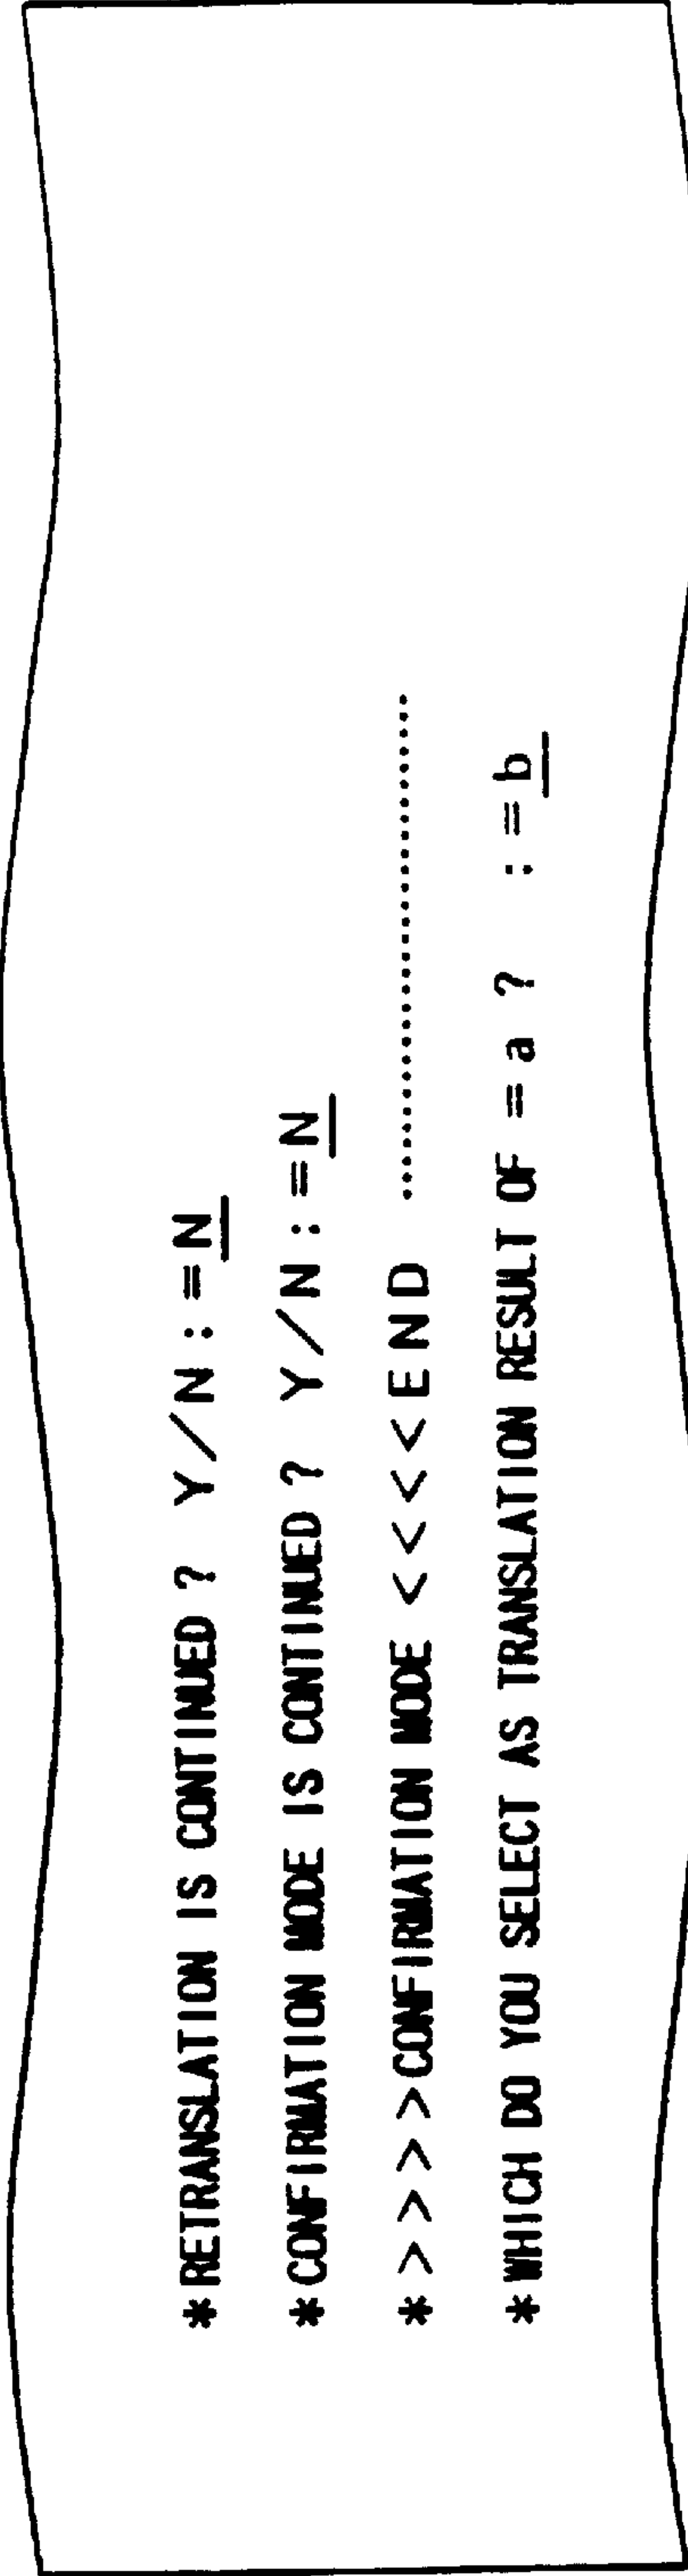 *RETRANSLATION IS CONTINUED ? Y/N:=N
*CONFIRMATION MODE IS CONTINUED ? Y/N:=N
*>>>>CONFIRMATION MODE <<<<END ........................................
*WHICH DO YOU SELECT AS TRANSLATION RESULT OF =a ? :=b